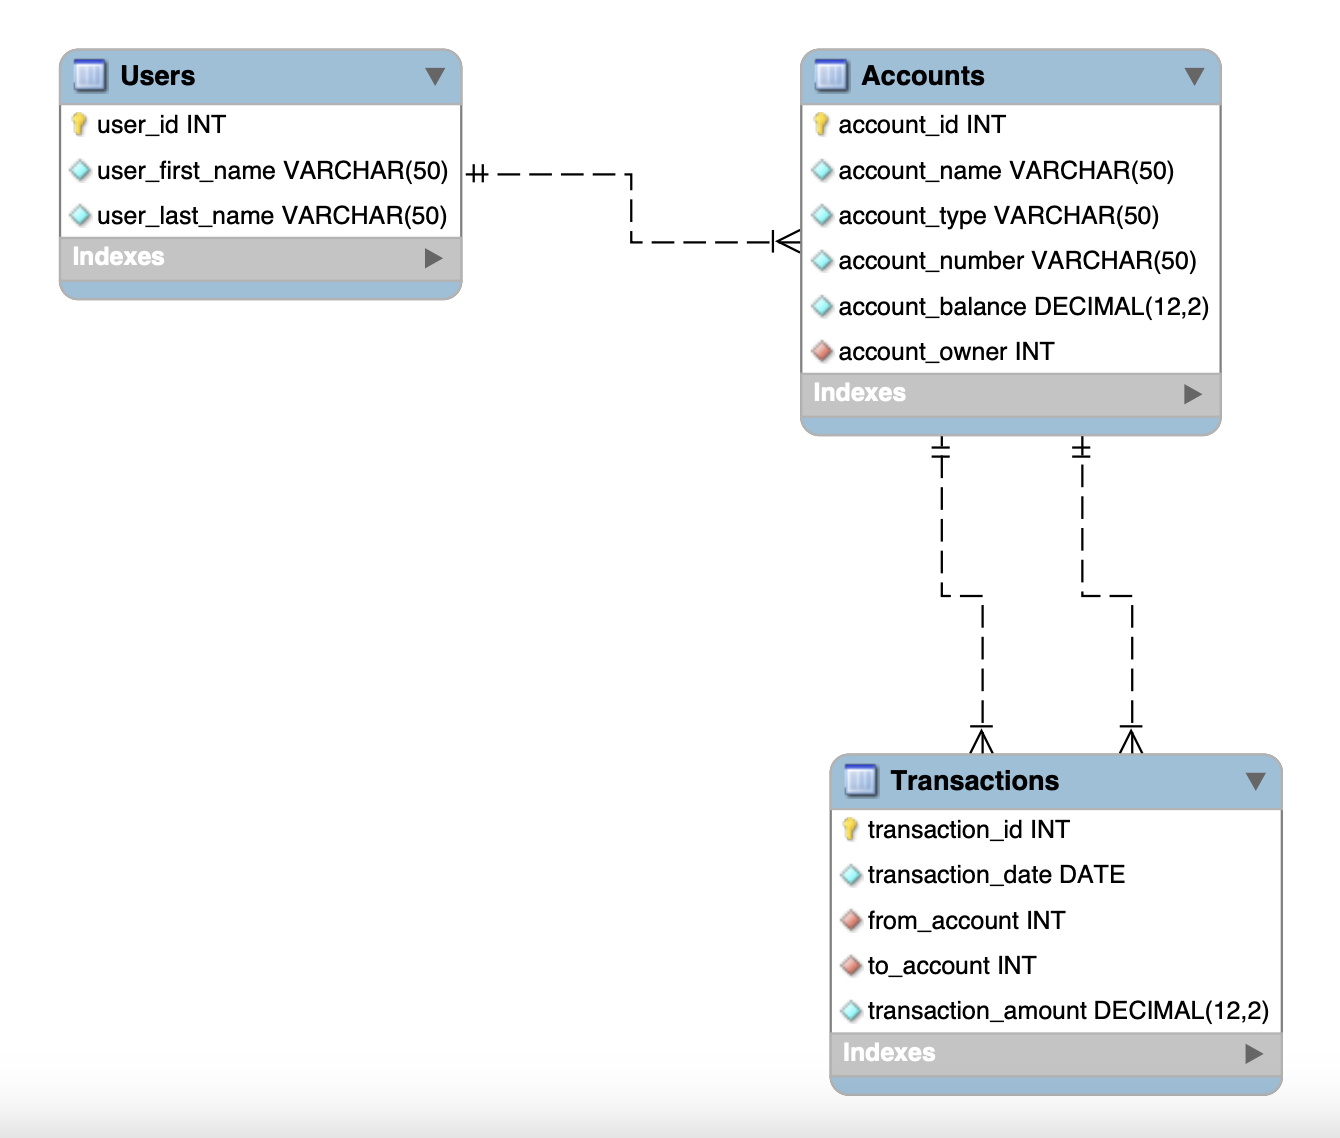 Users
user_id INT
user_first_name VARCHAR(50)
user_last_name VARCHAR(50)
Indexes
Accounts
account_id INT
account_name VARCHAR(50)
account_type VARCHAR(50)
account_number VARCHAR(50)
account_balance DECIMAL(12,2)
account_owner INT
Indexes
Transactions
transaction_id INT
transaction_date DATE
from_account INT
to_account INT
transaction_amount DECIMAL(12,2)
Indexes